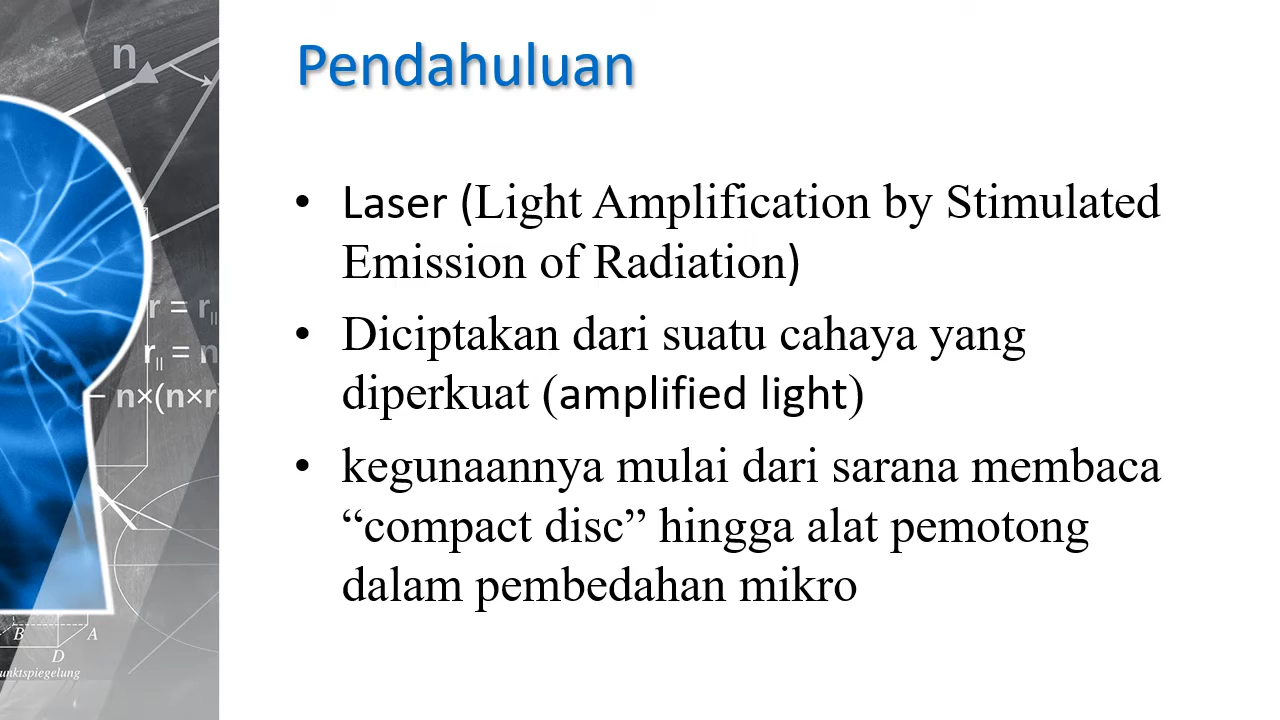 Pendahuluan
• Laser (Light Amplification by Stimulated
Emission of Radiation)
• Diciptakan dari suatu cahaya yang
diperkuat (amplified light)
• kegunaannya mulai dari sarana membaca
“compact disc” hingga alat pemotong
dalam pembedahan mikro
n
r = r||
r|| = n
n×(n×r)
B
A
D
unktspiegelung